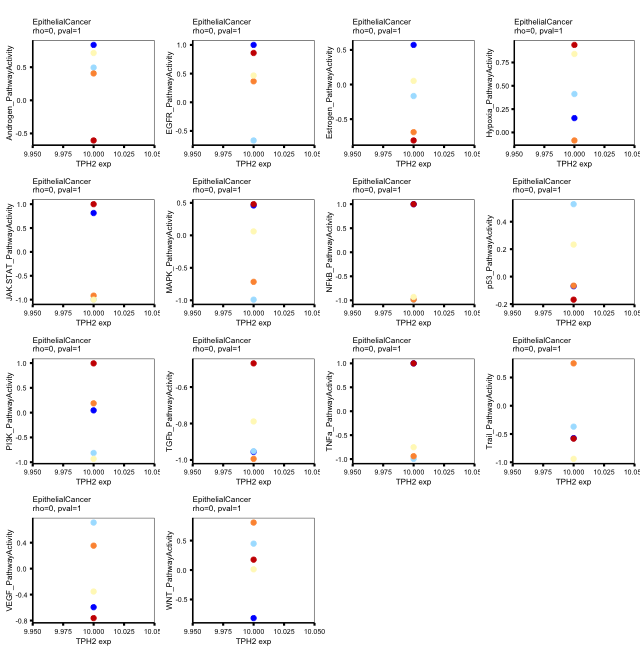 EpithelialCancer
rho=0, pval=1
Androgen_PathwayActivity
0.5
0.0
-0.5
9.950 9.975 10.000 10.025 10.05
TPH2 exp
EpithelialCancer
rho=0, pval=1
EGFR_PathwayActivity
1.0
0.5
0.0
-0.5
9.950 9.975 10.000 10.025 10.05
TPH2 exp
EpithelialCancer
rho=0, pval=1
Estrogen_PathwayActivity
0.5
0.0
-0.5
9.950 9.975 10.000 10.025 10.05
TPH2 exp
EpithelialCancer
rho=0, pval=1
Hypoxia_PathwayActivity
0.75
0.50
0.25
0.00
9.950 9.975 10.000 10.025 10.05
TPH2 exp
EpithelialCancer
rho=0, pval=1
JAK.STAT_PathwayActivity
1.0
0.5
0.0
-0.5
-1.0
9.950 9.975 10.000 10.025 10.05
TPH2 exp
EpithelialCancer
rho=0, pval=1
MAPK_PathwayActivity
0.5
0.0
-0.5
-1.0
9.950 9.975 10.000 10.025 10.05
TPH2 exp
EpithelialCancer
rho=0, pval=1
NFkB_PathwayActivity
1.0
0.5
0.0
-0.5
-1.0
9.950 9.975 10.000 10.025 10.05
TPH2 exp
EpithelialCancer
rho=0, pval=1
p53_PathwayActivity
0.4
0.2
0.0
-0.2
9.950 9.975 10.000 10.025 10.05
TPH2 exp
EpithelialCancer
rho=0, pval=1
PI3K_PathwayActivity
1.0
0.5
0.0
-0.5
-1.0
9.950 9.975 10.000 10.025 10.05
TPH2 exp
EpithelialCancer
rho=0, pval=1
TGFb_PathwayActivity
-0.6
-0.8
-1.0
9.950 9.975 10.000 10.025 10.05
TPH2 exp
EpithelialCancer
rho=0, pval=1
TNFa_PathwayActivity
1.0
0.5
0.0
-0.5
-1.0
9.950 9.975 10.000 10.025 10.05
TPH2 exp
EpithelialCancer
rho=0, pval=1
Trail_PathwayActivity
0.5
0.0
-0.5
-1.0
9.950 9.975 10.000 10.025 10.05
TPH2 exp
EpithelialCancer
rho=0, pval=1
VEGF_PathwayActivity
0.4
0.0
-0.4
-0.8
9.950 9.975 10.000 10.025 10.05
TPH2 exp
EpithelialCancer
rho=0, pval=1
WNT_PathwayActivity
0.5
0.0
-0.5
9.950 9.975 10.000 10.025 10.050
TPH2 exp